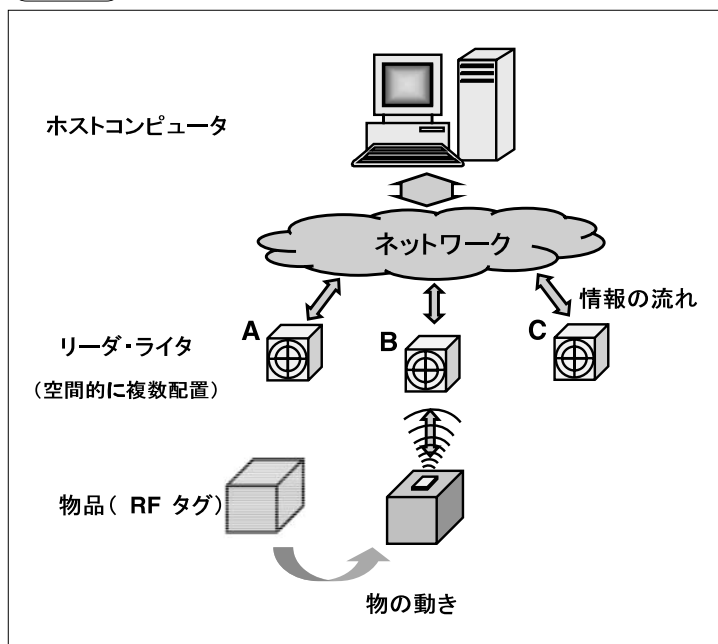 ホストコンピュータ
ネットワーク
情報の流れ
A
B
C
リーダ・ライタ
(空間的に複数配置)
物品( RF タグ)
物の動き